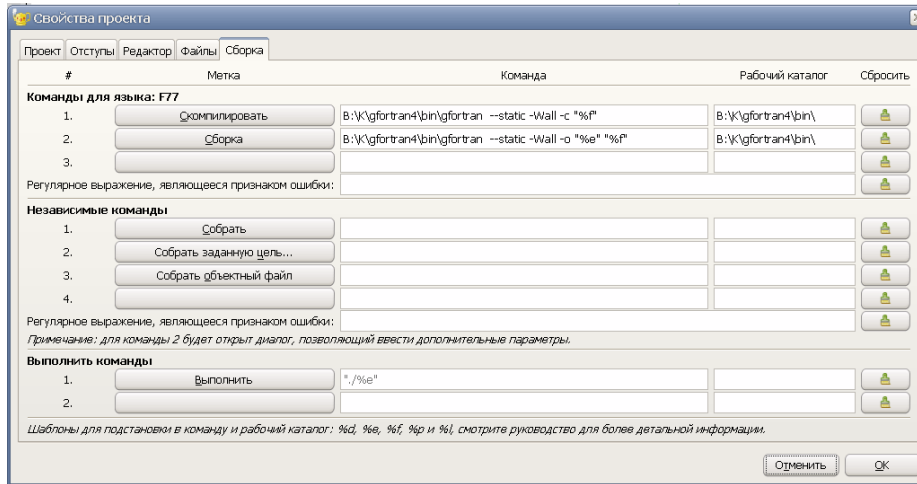 Свойства проекта
Проект Отступы Редактор Файлы Сборка
# Метка Команда Рабочий каталог Сбросить
Команды для языка: F77
1. Скомпилировать B:\K\gfortran4\bin\gfortran --static -Wall -c "%f" B:\K\gfortran4\bin\
2. Сборка B:\K\gfortran4\bin\gfortran --static -Wall -o "%e" "%f" B:\K\gfortran4\bin\
3.
Регулярное выражение, являющееся признаком ошибки:
Независимые команды
1. Собрать
2. Собрать заданную цель...
3. Собрать объектный файл
4.
Регулярное выражение, являющееся признаком ошибки:
Примечание: для команды 2 будет открыт диалог, позволяющий ввести дополнительные параметры.
Выполнить команды
1. Выполнить "./%e"
2.
Шаблоны для подстановки в команду и рабочий каталог: %d, %e, %f, %p и %l, смотрите руководство для более детальной информации.
Отменить OK